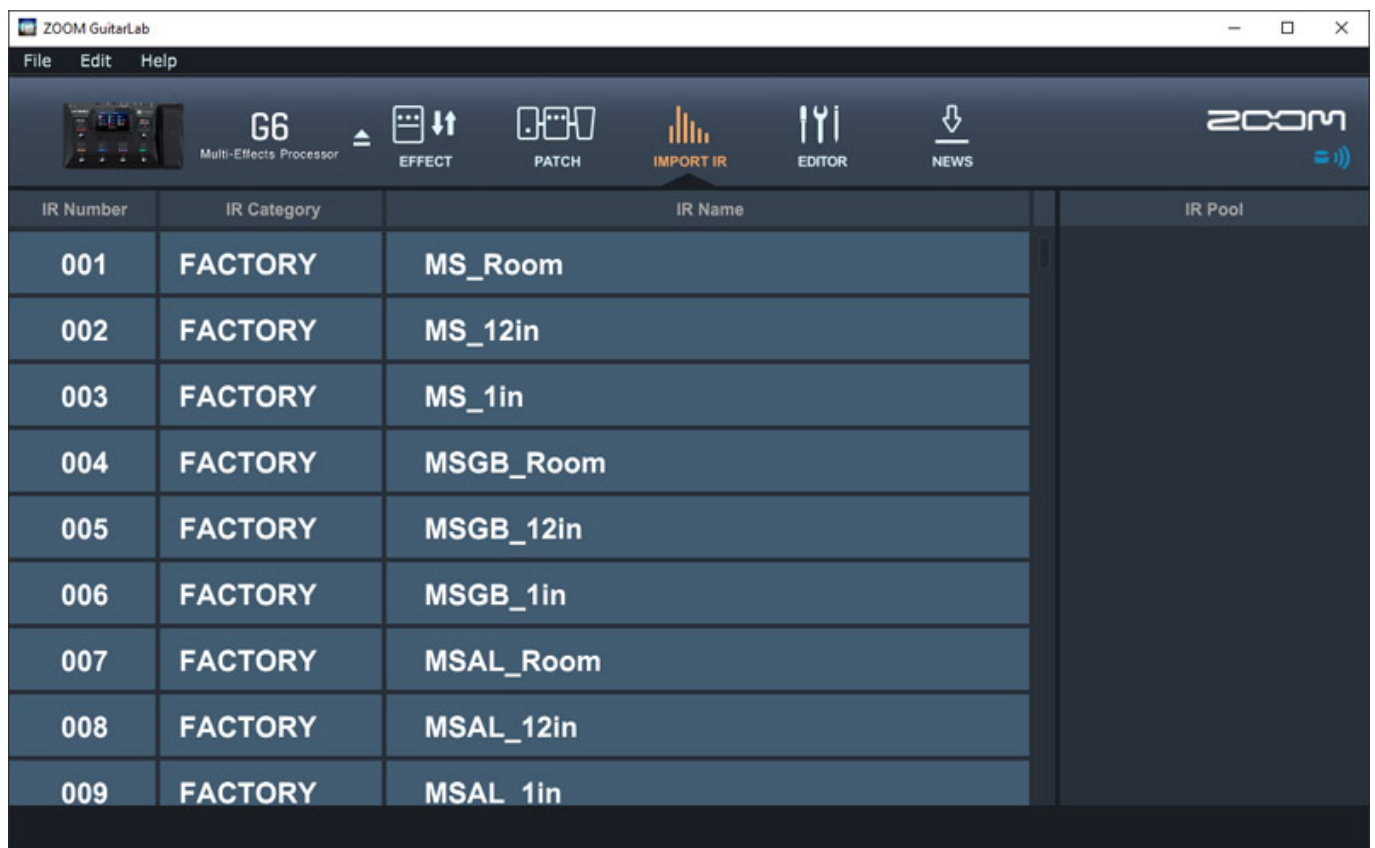 ZOOM GuitarLab
File Edit Help
G6
Multi-Effects Processor
EFFECT
PATCH
IMPORT IR
EDITOR
NEWS
ZOOM
IR Number IR Category IR Name IR Pool
001 FACTORY MS_Room
002 FACTORY MS_12in
003 FACTORY MS_1in
004 FACTORY MSGB_Room
005 FACTORY MSGB_12in
006 FACTORY MSGB_1in
007 FACTORY MSAL_Room
008 FACTORY MSAL_12in
009 FACTORY MSAL_1in